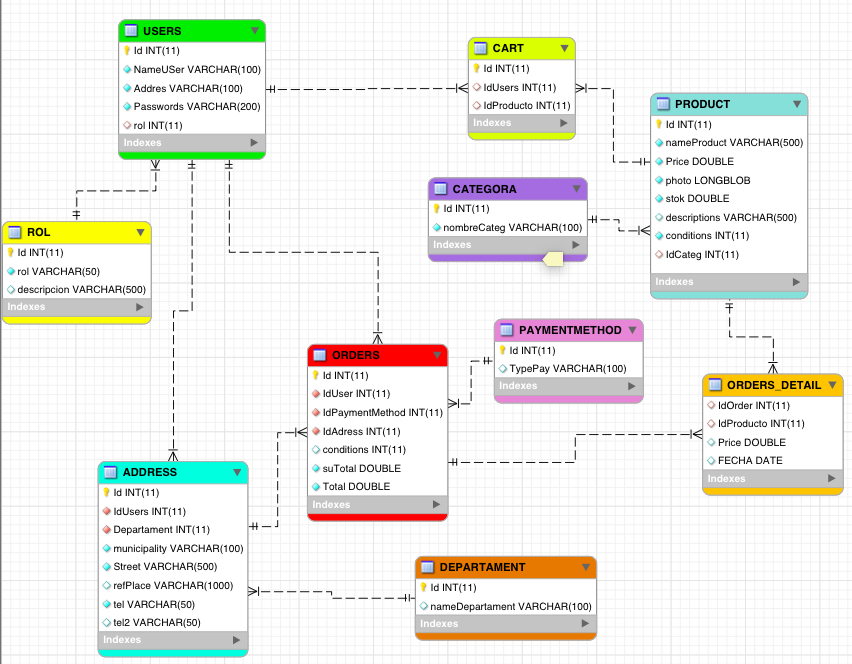 USERS
Id INT(11)
NameUSer VARCHAR(100)
Addres VARCHAR(100)
Passwords VARCHAR(200)
rol INT(11)
Indexes
CART
Id INT(11)
IdUsers INT(11)
IdProducto INT(11)
Indexes
PRODUCT
Id INT(11)
nameProduct VARCHAR(500)
Price DOUBLE
photo LONGBLOB
stok DOUBLE
descriptions VARCHAR(500)
conditions INT(11)
IdCateg INT(11)
Indexes
CATEGORA
Id INT(11)
nombreCateg VARCHAR(100)
Indexes
ROL
Id INT(11)
rol VARCHAR(50)
descripcion VARCHAR(500)
Indexes
PAYMENTMETHOD
Id INT(11)
TypePay VARCHAR(100)
Indexes
ORDERS
Id INT(11)
IdUser INT(11)
IdPaymentMethod INT(11)
IdAdress INT(11)
conditions INT(11)
suTotal DOUBLE
Total DOUBLE
Indexes
ORDERS_DETAIL
IdOrder INT(11)
IdProducto INT(11)
Price DOUBLE
FECHA DATE
Indexes
ADDRESS
Id INT(11)
IdUsers INT(11)
Departament INT(11)
municipality VARCHAR(100)
Street VARCHAR(500)
refPlace VARCHAR(1000)
tel VARCHAR(50)
tel2 VARCHAR(50)
Indexes
DEPARTAMENT
Id INT(11)
nameDepartament VARCHAR(100)
Indexes